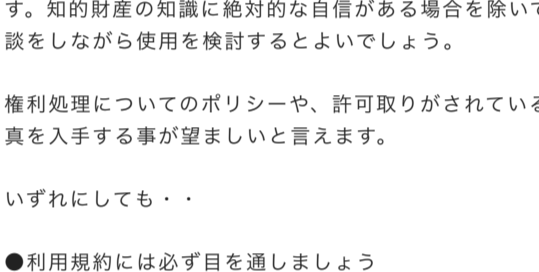 す。知的財産の知識に絶対的な自信がある場合を除いて
談をしながら使用を検討するとよいでしょう。
権利処理についてのポリシーや、許可取りがされている
真を入手する事が望ましいと言えます。
いずれにしても・・
●利用規約には必ず目を通しましょう